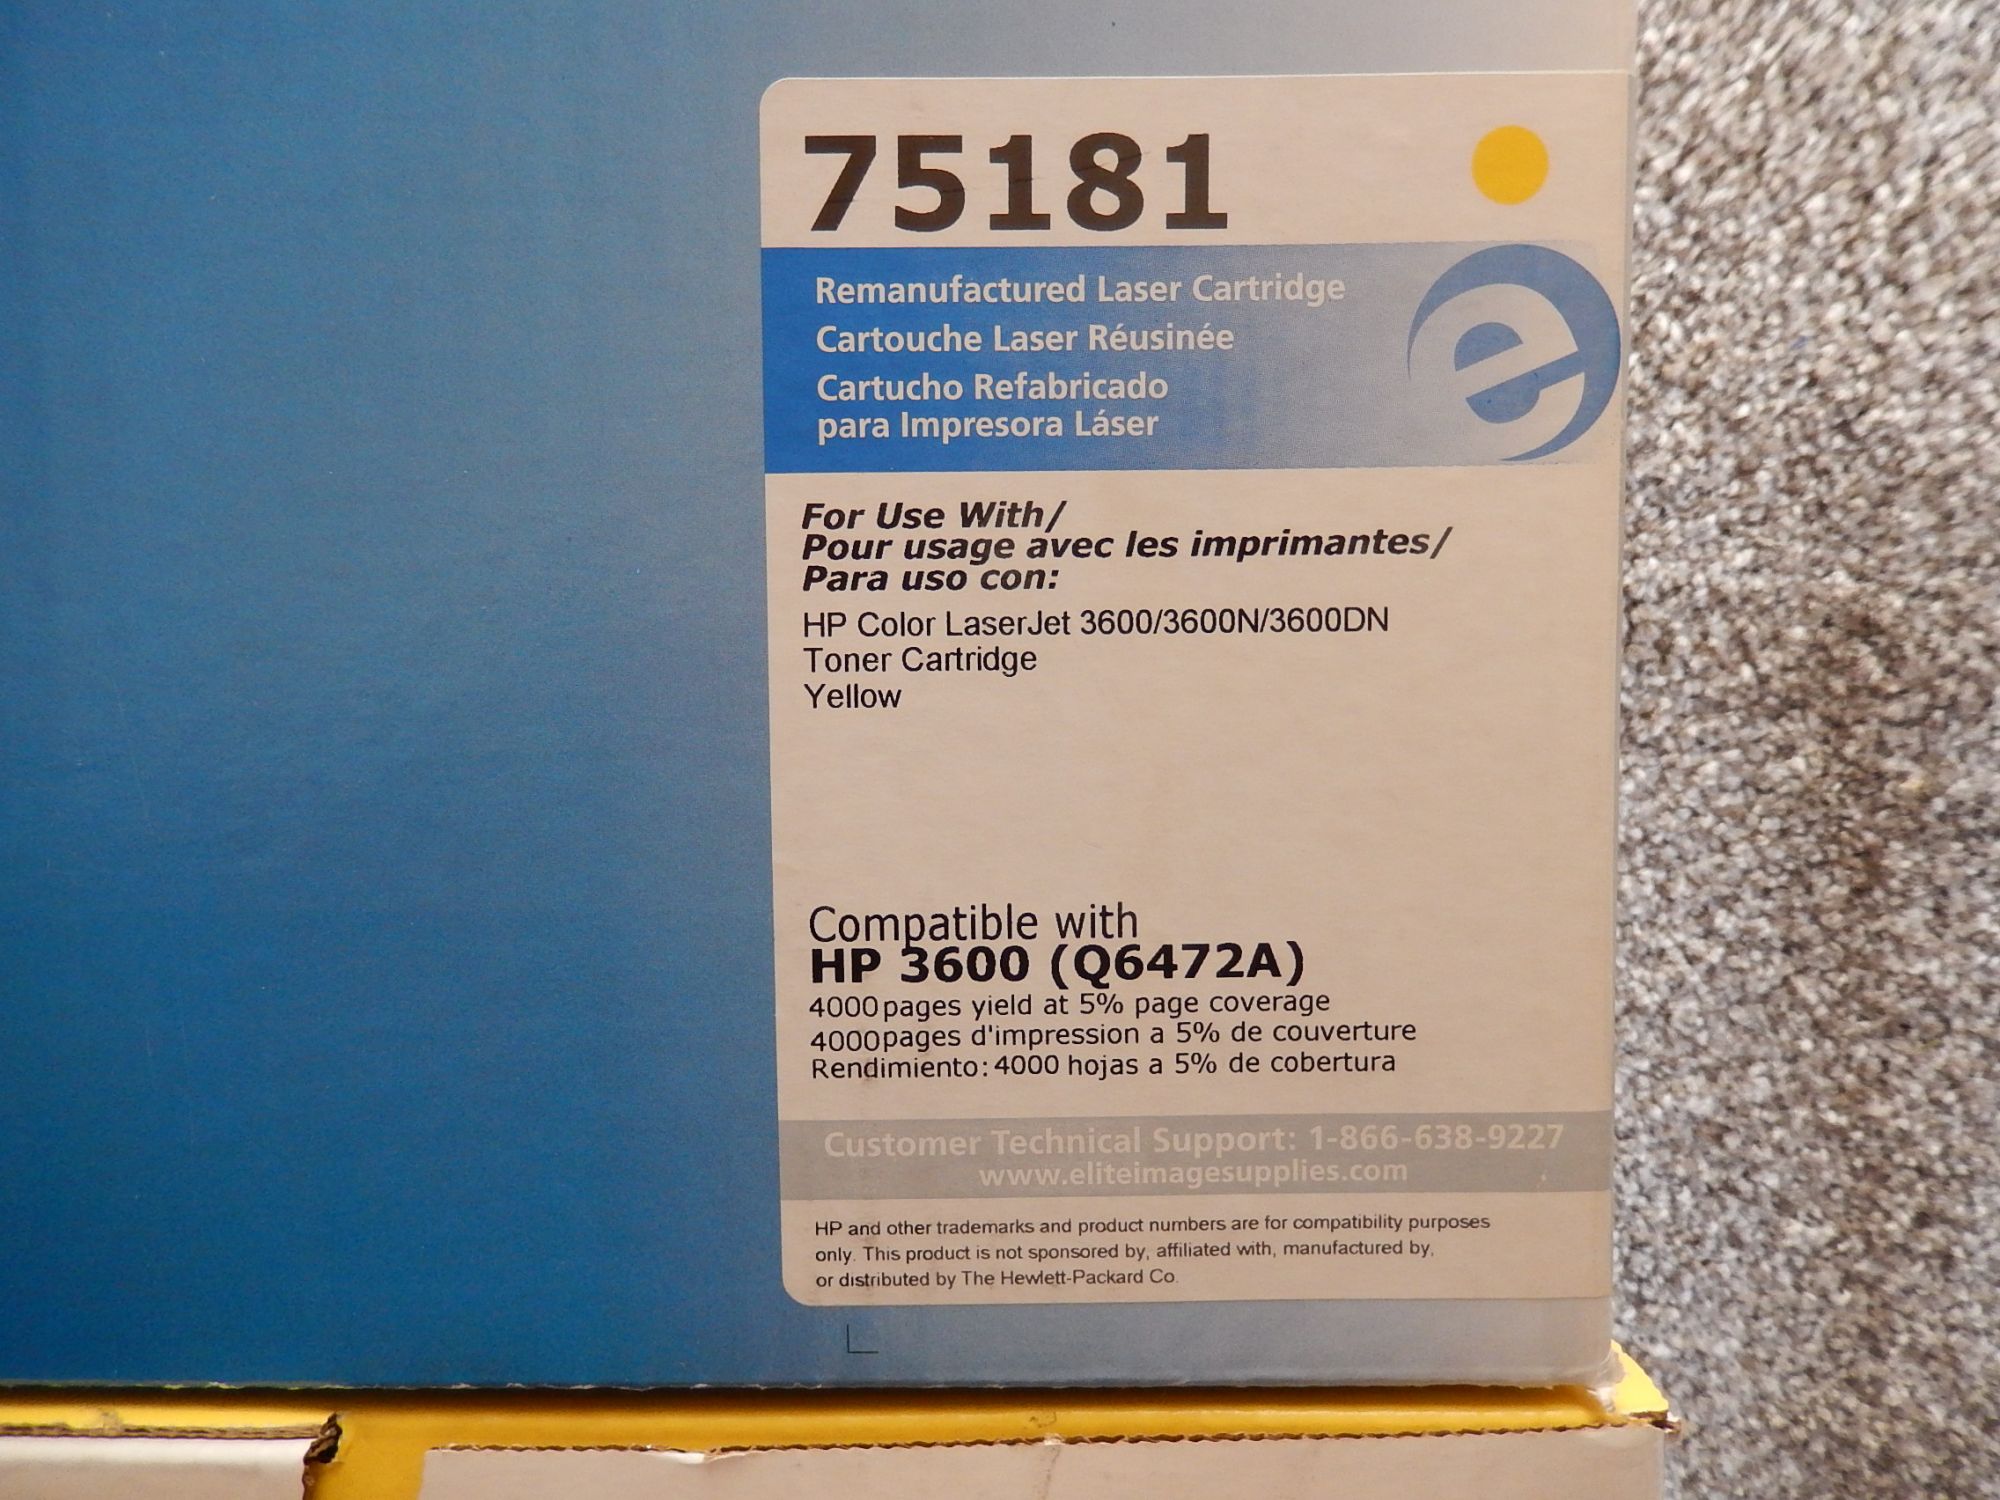 75181
Remanufactured Laser Cartridge
Cartouche Laser Réusinée
Cartucho Refabricado
para Impresora Láser
e
For Use With/
Pour usage avec les imprimantes/
Para uso con:
HP Color LaserJet 3600/3600N/3600DN
Toner Cartridge
Yellow
Compatible with
HP 3600 (Q6472A)
4000 pages yield at 5% page coverage
4000 pages d'impression a 5% de couverture
Rendimiento: 4000 hojas a 5% de cobertura
Customer Technical Support: 1-866-638-9227
www.eliteimagesupplies.com
HP and other trademarks and product numbers are for compatibility purposes
only. This product is not sponsored by, affiliated with, manufactured by,
or distributed by The Hewlett-Packard Co.